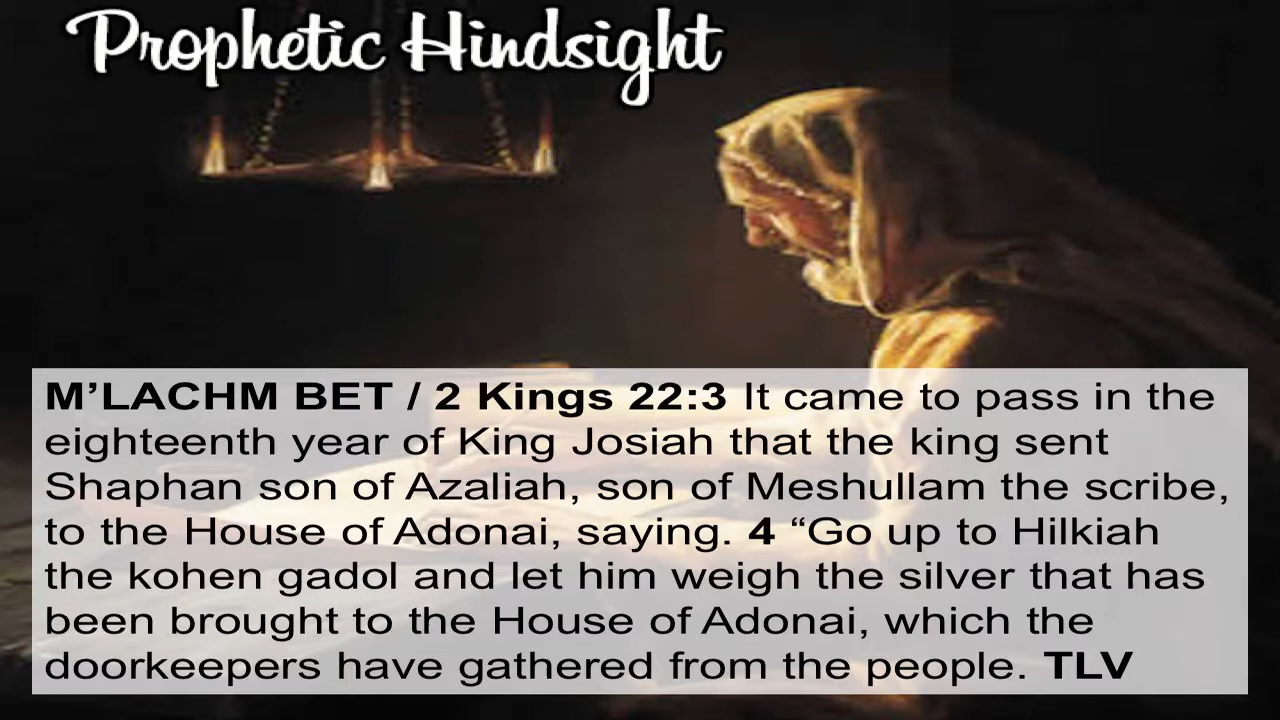 Prophetic Hindsight
M’LACHM BET / 2 Kings 22:3 It came to pass in the
eighteenth year of King Josiah that the king sent
Shaphan son of Azaliah, son of Meshullam the scribe,
to the House of Adonai, saying. 4 “Go up to Hilkiah
the kohen gadol and let him weigh the silver that has
been brought to the House of Adonai, which the
doorkeepers have gathered from the people. TLV